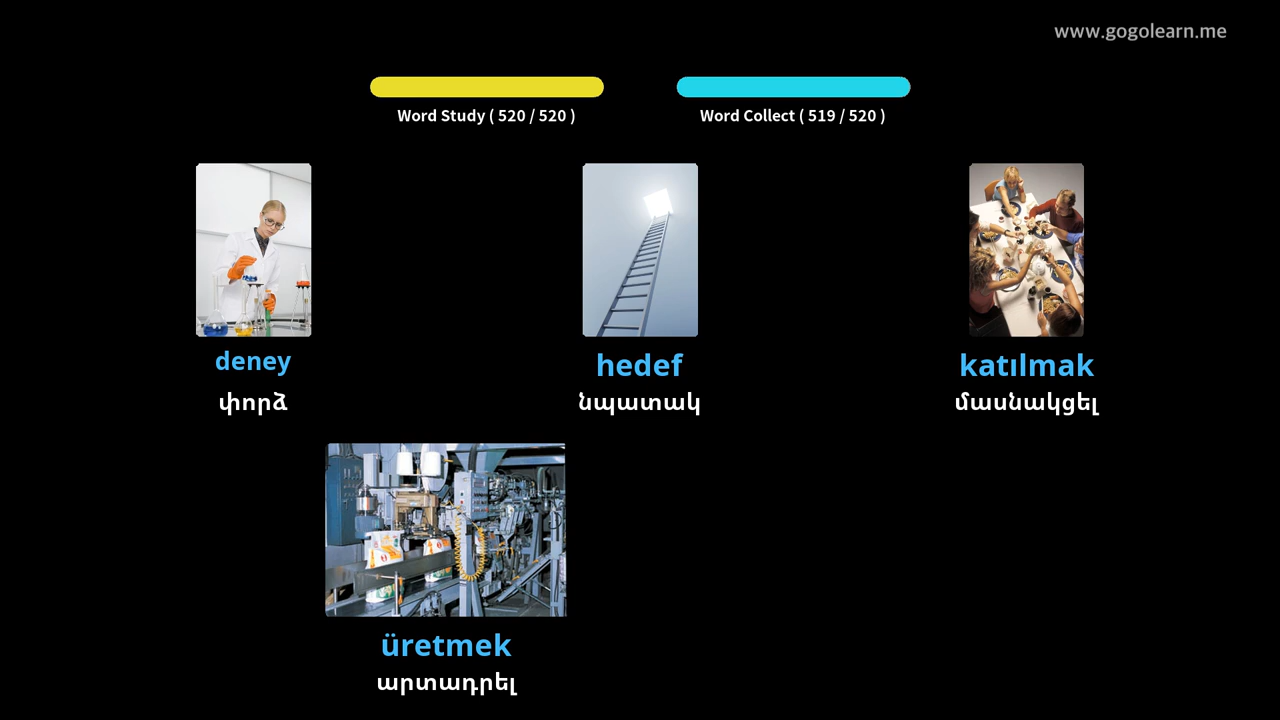 www.gogolearn.me
Word Study ( 520 / 520 )
Word Collect ( 519 / 520 )
deney
փորձ
hedef
նպատակ
katılmak
մասնակցել
üretmek
արտադրել